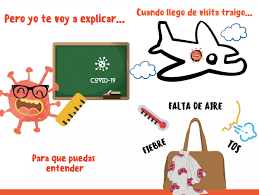 Pero yo te voy a explicar...
COVID-19
Para que puedas
entender
Cuando llego de visita traigo...
FALTA DE AIRE
FIEBRE
TOS